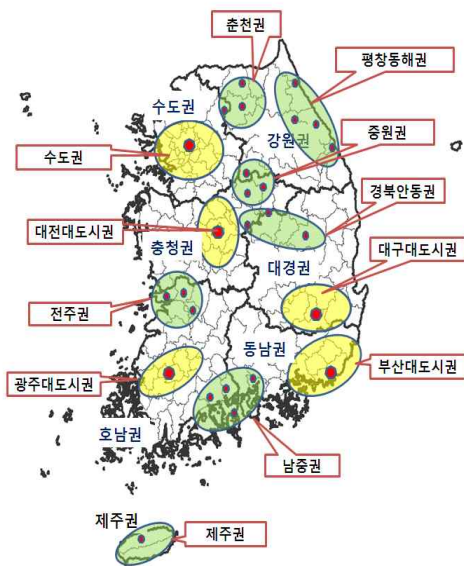 춘천권
평창동해권
수도권
강원권
중원권
수도권
경북안동권
대전대도시권
충청권
대구대도시권
대경권
전주권
동남권
광주대도시권
부산대도시권
호남권
남중권
제주권
제주권